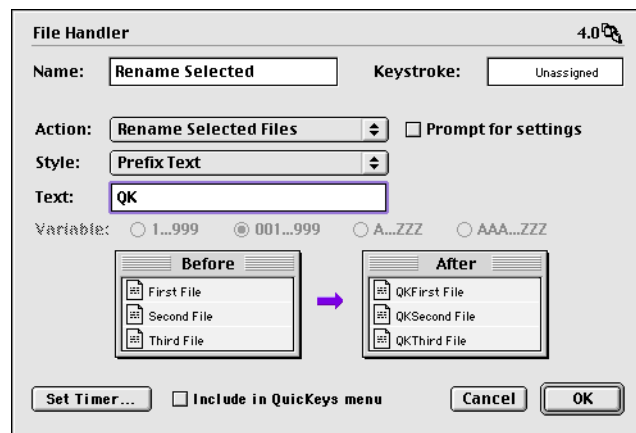 File Handler 4.0
Name: Rename Selected Keystroke: Unassigned
Action: Rename Selected Files Prompt for settings
Style: Prefix Text
Text: QK
Variable: 1...999 001...999 A...ZZZ AAA...ZZZ
Before After
First File QKFirst File
Second File QKSecond File
Third File QKThird File
Set Timer... Include in QuicKeys menu Cancel OK